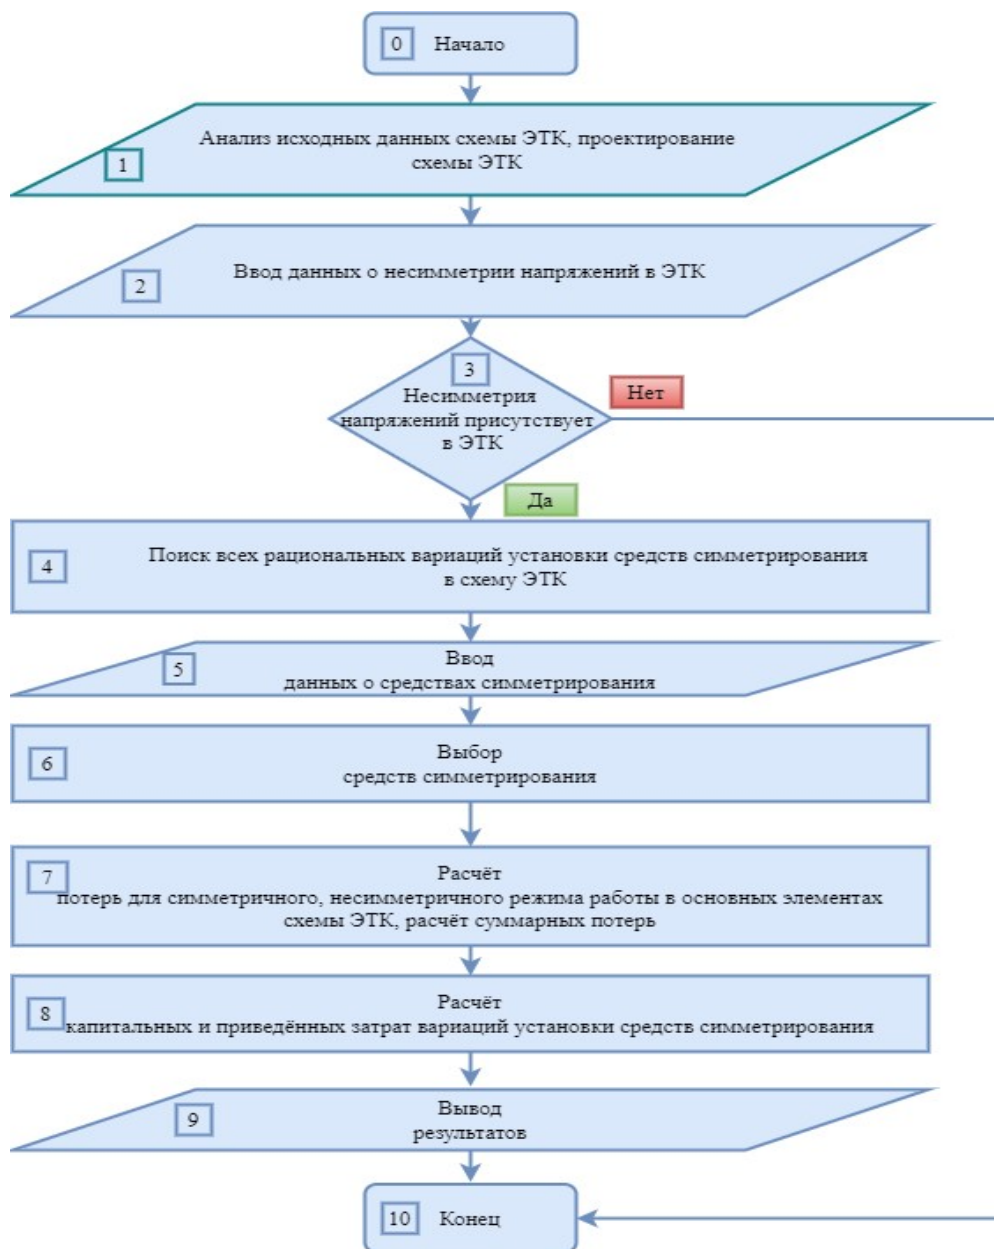 0 Начало
Анализ исходных данных схемы ЭТК, проектирование
схемы ЭТК
1
Ввод данных о несимметрии напряжений в ЭТК
2
3
Несимметрия
напряжений присутствует
в ЭТК
Нет
Да
Поиск всех рациональных вариаций установки средств симметрирования
4
в схему ЭТК
Ввод
5
данных о средствах симметрирования
Выбор
6
средств симметрирования
Расчёт
7
потерь для симметричного, несимметричного режима работы в основных элементах
схемы ЭТК, расчёт суммарных потерь
Расчёт
8
капитальных и приведённых затрат вариаций установки средств симметрирования
Вывод
9
результатов
10 Конец